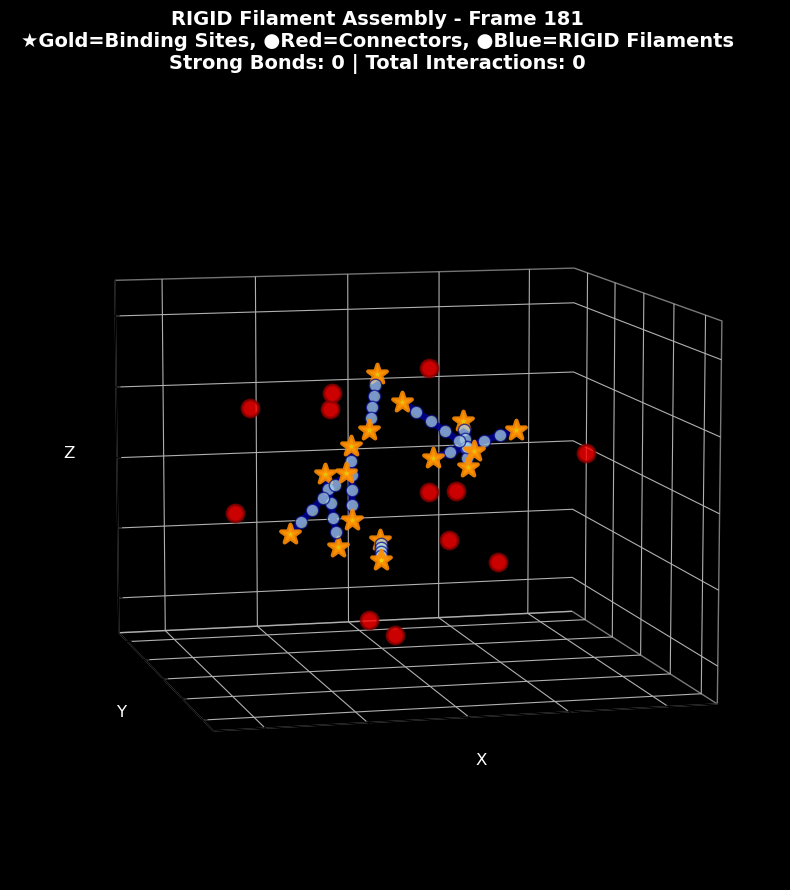 RIGID Filament Assembly - Frame 181
★Gold=Binding Sites, ●Red=Connectors, ●Blue=RIGID Filaments
Strong Bonds: 0 | Total Interactions: 0
Z
Y
X